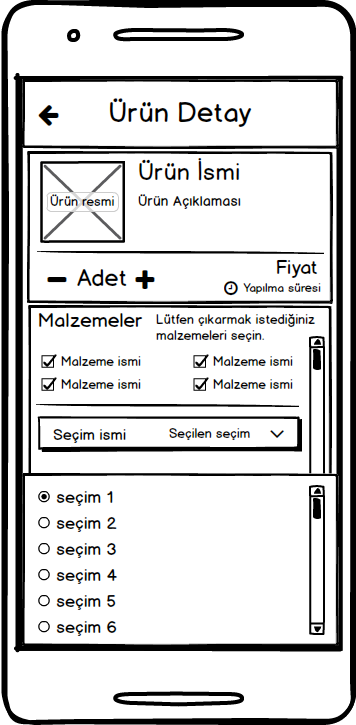 Ürün Detay
Ürün resmi
Ürün İsmi
Ürün Açıklaması
Adet
Fiyat
Yapılma süresi
Malzemeler
Lütfen çıkarmak istediğiniz
malzemeleri seçin.
Malzeme ismi
Malzeme ismi
Malzeme ismi
Malzeme ismi
Seçim ismi
Seçilen seçim
seçim 1
seçim 2
seçim 3
seçim 4
seçim 5
seçim 6